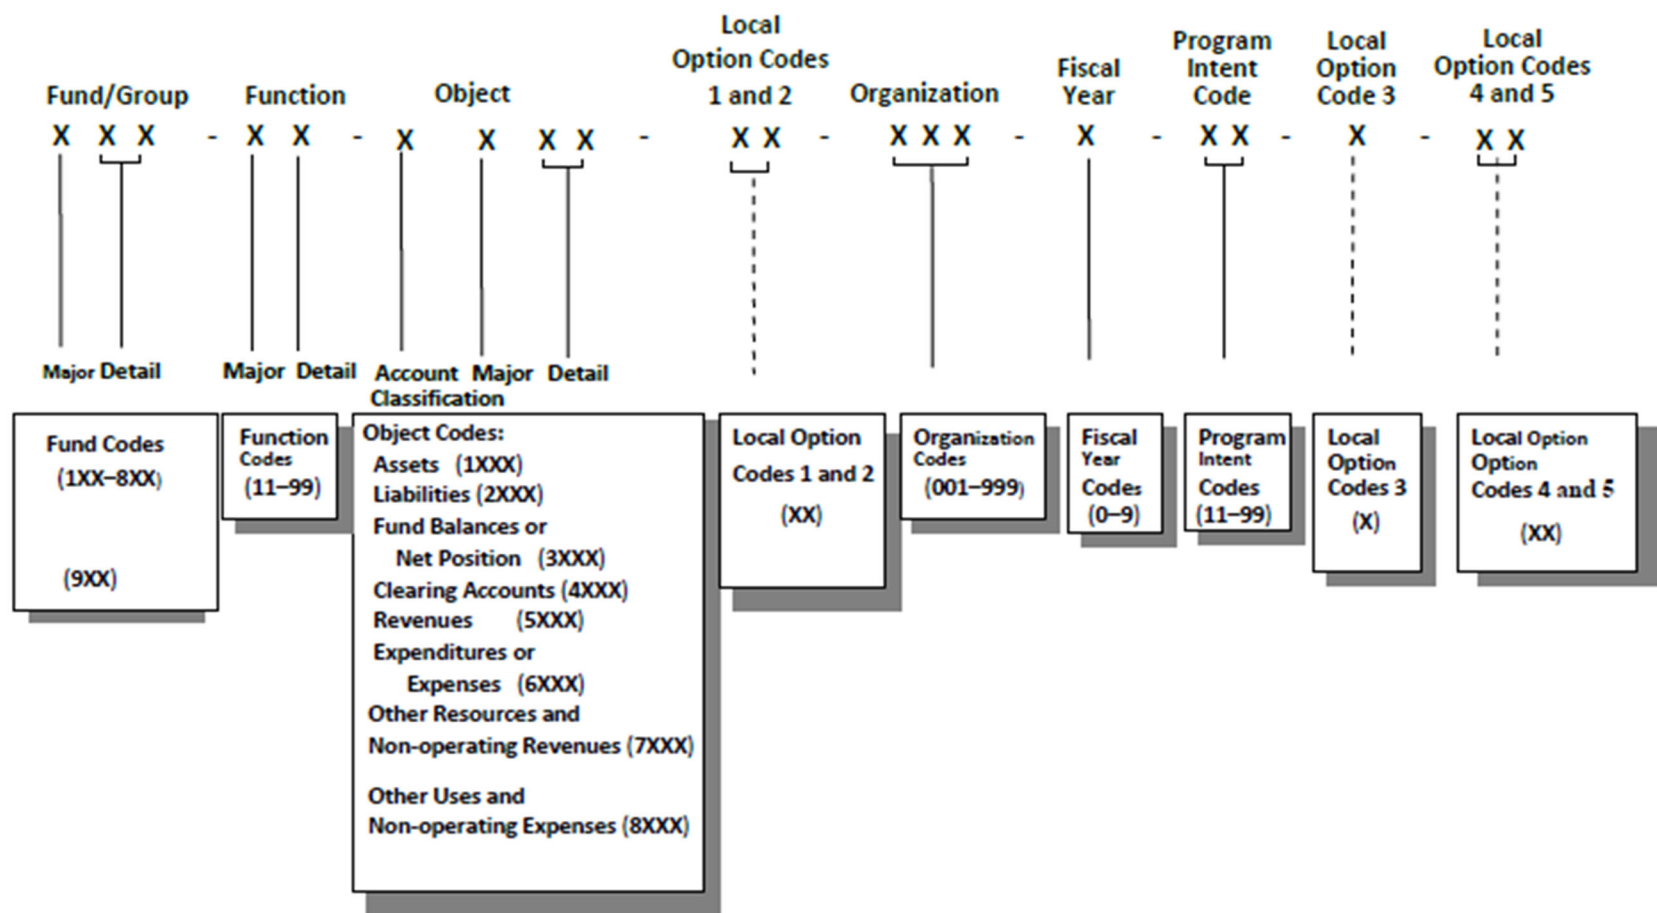 Local
Option Codes
1 and 2
Program
Intent
Code
Local
Option
Code 3
Local
Option Codes
4 and 5
Fund/Group
Function
Object
Organization
Fiscal
Year
X X X - X X - X X X X - X X - X X X - X - X X - X - X X
Major Detail
Major Detail
Account Major Detail
Classification
Fund Codes
(1XX–8XX)
(9XX)
Function
Codes
(11–99)
Object Codes:
Assets (1XXX)
Liabilities (2XXX)
Fund Balances or
Net Position (3XXX)
Clearing Accounts (4XXX)
Revenues (5XXX)
Expenditures or
Expenses (6XXX)
Other Resources and
Non-operating Revenues (7XXX)
Other Uses and
Non-operating Expenses (8XXX)
Local Option
Codes 1 and 2
(XX)
Organization
Codes
(001–999)
Fiscal
Year
Codes
(0–9)
Program
Intent
Codes
(11–99)
Local
Option
Codes 3
(X)
Local Option
Option
Codes 4 and 5
(XX)